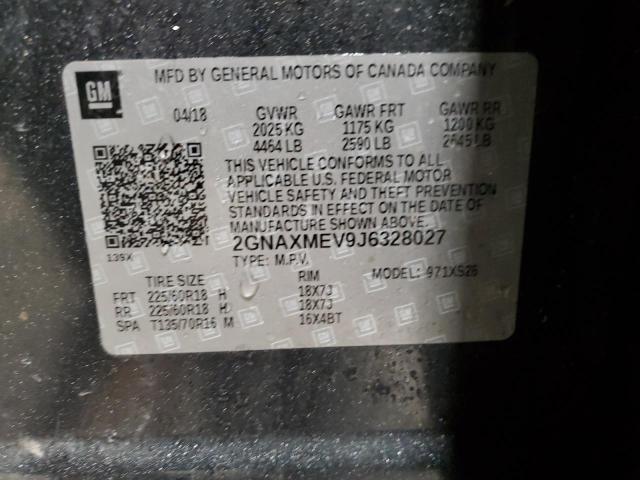 GM
MFD BY GENERAL MOTORS OF CANADA COMPANY
04/18 GVWR GAWR FRT GAWR RR
2025 KG 1175 KG 1200 KG
4464 LB 2590 LB 2645 LB
THIS VEHICLE CONFORMS TO ALL
APPLICABLE U.S. FEDERAL MOTOR
VEHICLE SAFETY AND THEFT PREVENTION
STANDARDS IN EFFECT ON THE DATE OF
MANUFACTURE SHOWN ABOVE.
139X 2GNAXMEV9J6328027
TYPE: M.P.V. MODEL: 971XS26
TIRE SIZE RIM
FRT 225/60R18 H 18X7J
RR 225/60R18 H 18X7J
SPA T135/70R16 M 16X4BT